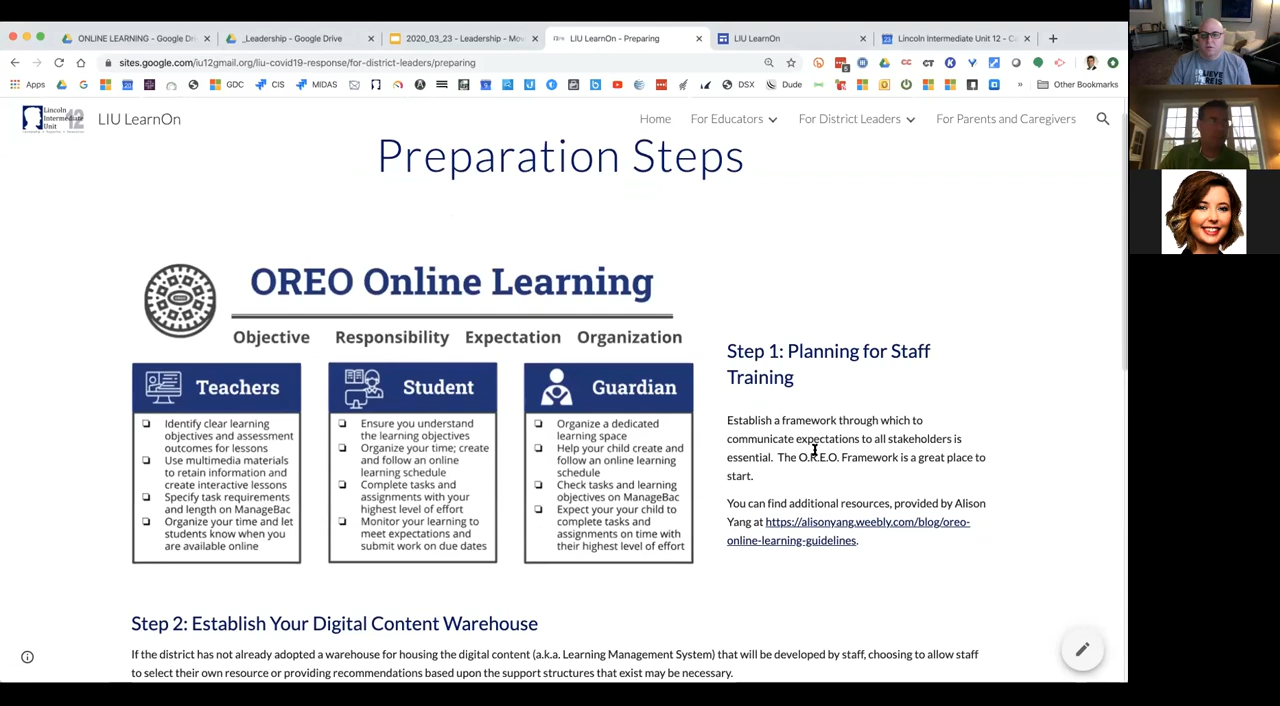 ONLINE LEARNING - Google Dr
_Leadership - Google Drive
2020_03_23 - Leadership - Mov
LIU LearnOn - Preparing
LIU LearnOn
Lincoln Intermediate Unit 12 - C
sites.google.com/iu12gmail.org/liu-covid19-response/for-district-leaders/preparing
Apps
GDC
CIS
MIDAS
DSX
Dude
Other Bookmarks
Lincoln
Intermediate
Unit 12
LIU LearnOn
Home
For Educators
For District Leaders
For Parents and Caregivers
Preparation Steps
OREO Online Learning
Objective Responsibility Expectation Organization
Teachers
Identify clear learning
objectives and assessment
outcomes for lessons
Use multimedia materials
to retain information and
create interactive lessons
Specify task requirements
and length on ManageBac
Organize your time and let
students know when you
are available online
Student
Ensure you understand
the learning objectives
Organize your time; create
and follow an online
learning schedule
Complete tasks and
assignments with your
highest level of effort
Monitor your learning to
meet expectations and
submit work on due dates
Guardian
Organize a dedicated
learning space
Help your child create and
follow an online learning
schedule
Check tasks and learning
objectives on ManageBac
Expect your your child to
complete tasks and
assignments on time with
their highest level of effort
Step 1: Planning for Staff
Training
Establish a framework through which to
communicate expectations to all stakeholders is
essential. The O.R.E.O. Framework is a great place to
start.
You can find additional resources, provided by Alison
Yang at https://alisonyang.weebly.com/blog/oreo-
online-learning-guidelines.
Step 2: Establish Your Digital Content Warehouse
If the district has not already adopted a warehouse for housing the digital content (a.k.a. Learning Management System) that will be developed by staff, choosing to allow staff
to select their own resource or providing recommendations based upon the support structures that exist may be necessary.